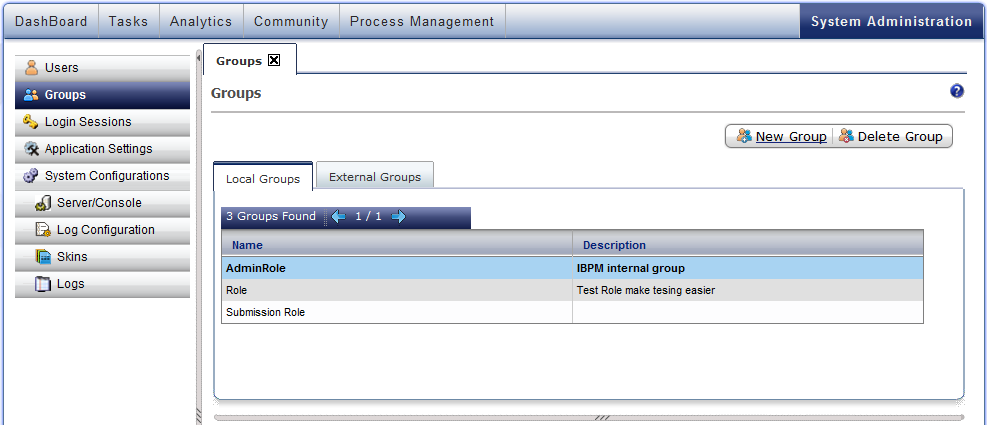 DashBoard Tasks Analytics Community Process Management System Administration
Users
Groups
Login Sessions
Application Settings
System Configurations
Server/Console
Log Configuration
Skins
Logs
Groups
Groups
?
New Group Delete Group
Local Groups External Groups
3 Groups Found 1 / 1
Name Description
AdminRole IBPM internal group
Role Test Role make tesing easier
Submission Role